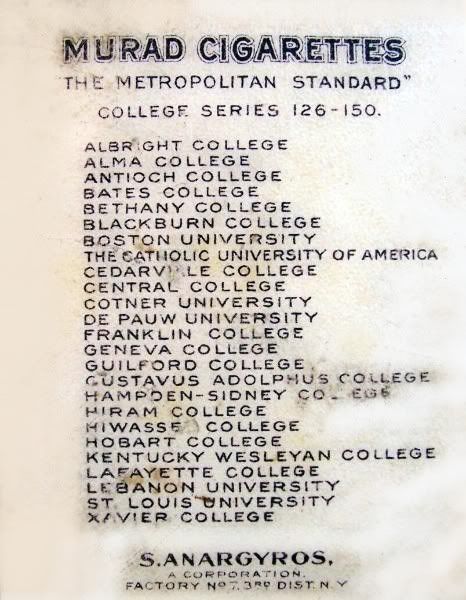 MURAD CIGARETTES
"THE METROPOLITAN STANDARD"
COLLEGE SERIES 126-150.
ALBRIGHT COLLEGE
ALMA COLLEGE
ANTIOCH COLLEGE
BATES COLLEGE
BETHANY COLLEGE
BLACKBURN COLLEGE
BOSTON UNIVERSITY
THE CATHOLIC UNIVERSITY OF AMERICA
CEDARVILLE COLLEGE
CENTRAL COLLEGE
COTNER UNIVERSITY
DE PAUW UNIVERSITY
FRANKLIN COLLEGE
GENEVA COLLEGE
GUILFORD COLLEGE
GUSTAVUS ADOLPHUS COLLEGE
HAMPDEN-SIDNEY COLLEGE
HIRAM COLLEGE
HIWASSEE COLLEGE
HOBART COLLEGE
KENTUCKY WESLEYAN COLLEGE
LAFAYETTE COLLEGE
LEBANON UNIVERSITY
ST. LOUIS UNIVERSITY
XAVIER COLLEGE
S. ANARGYROS,
A CORPORATION,
FACTORY No 7. 3RD DIST. N.Y.